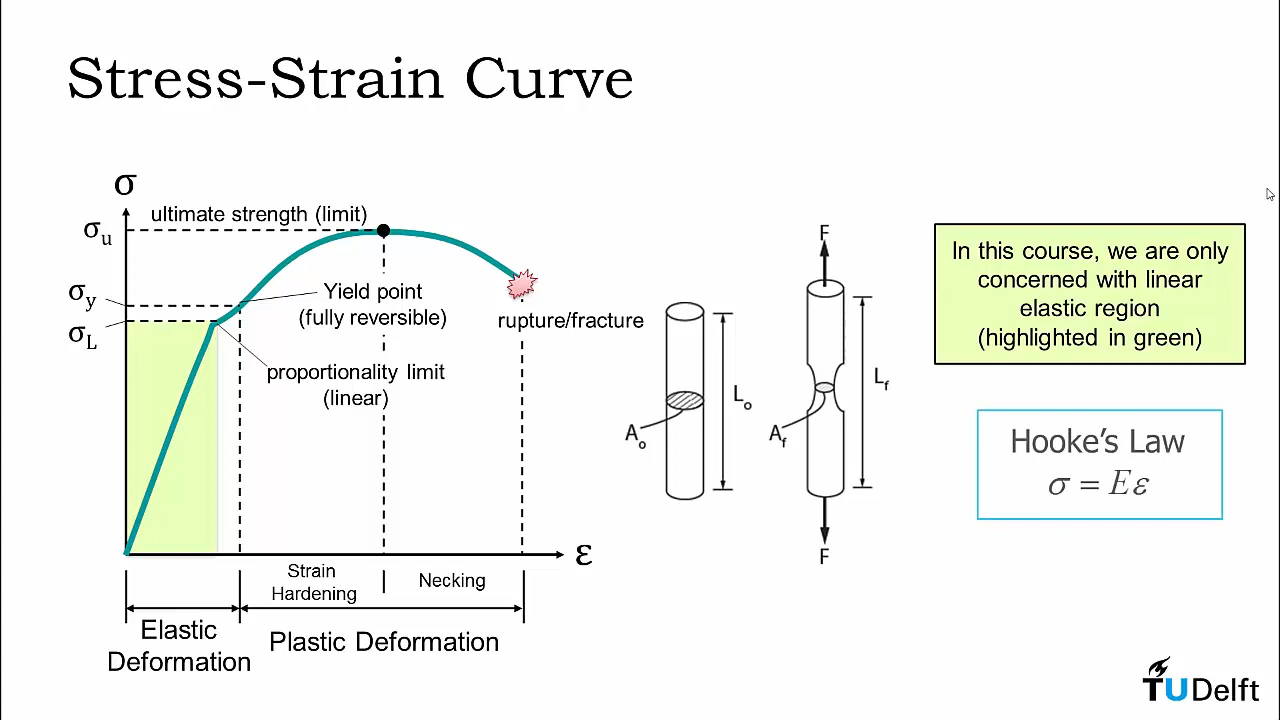 Stress-Strain Curve
σ
ultimate strength (limit)
σu
σy
σL
Yield point
(fully reversible)
rupture/fracture
proportionality limit
(linear)
ε
Strain
Hardening
Necking
Elastic
Deformation
Plastic Deformation
Ao
Lo
F
Af
Lf
F
In this course, we are only
concerned with linear
elastic region
(highlighted in green)
Hooke's Law
σ = Eε
TUDelft